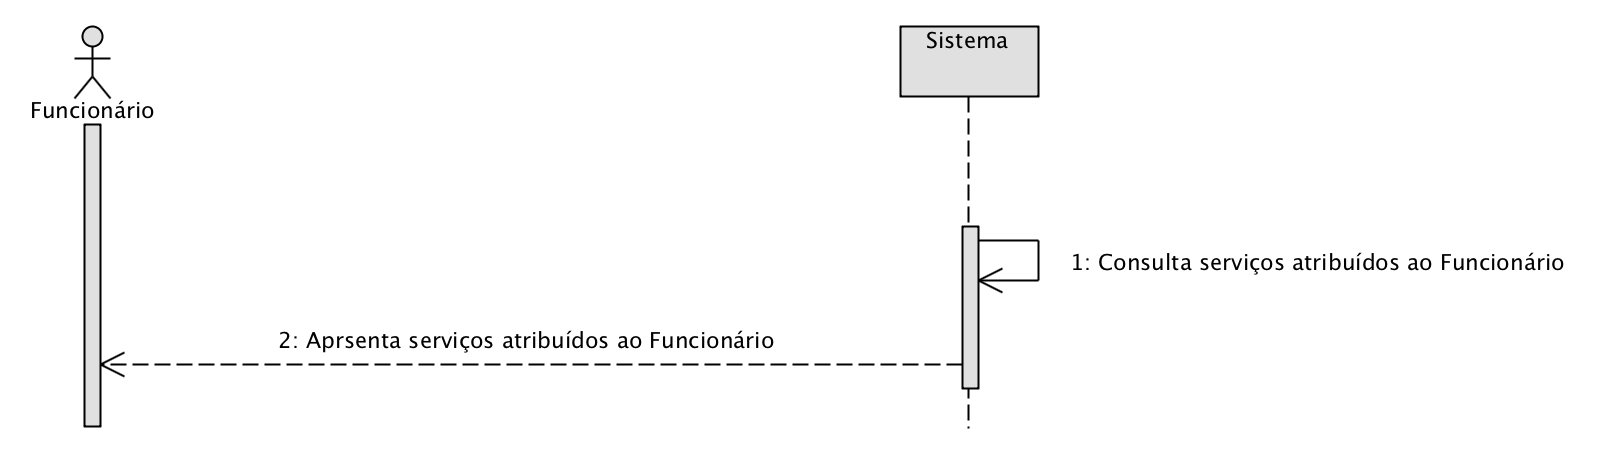 Sistema
Funcionário
1: Consulta serviços atribuídos ao Funcionário
2: Aprsenta serviços atribuídos ao Funcionário